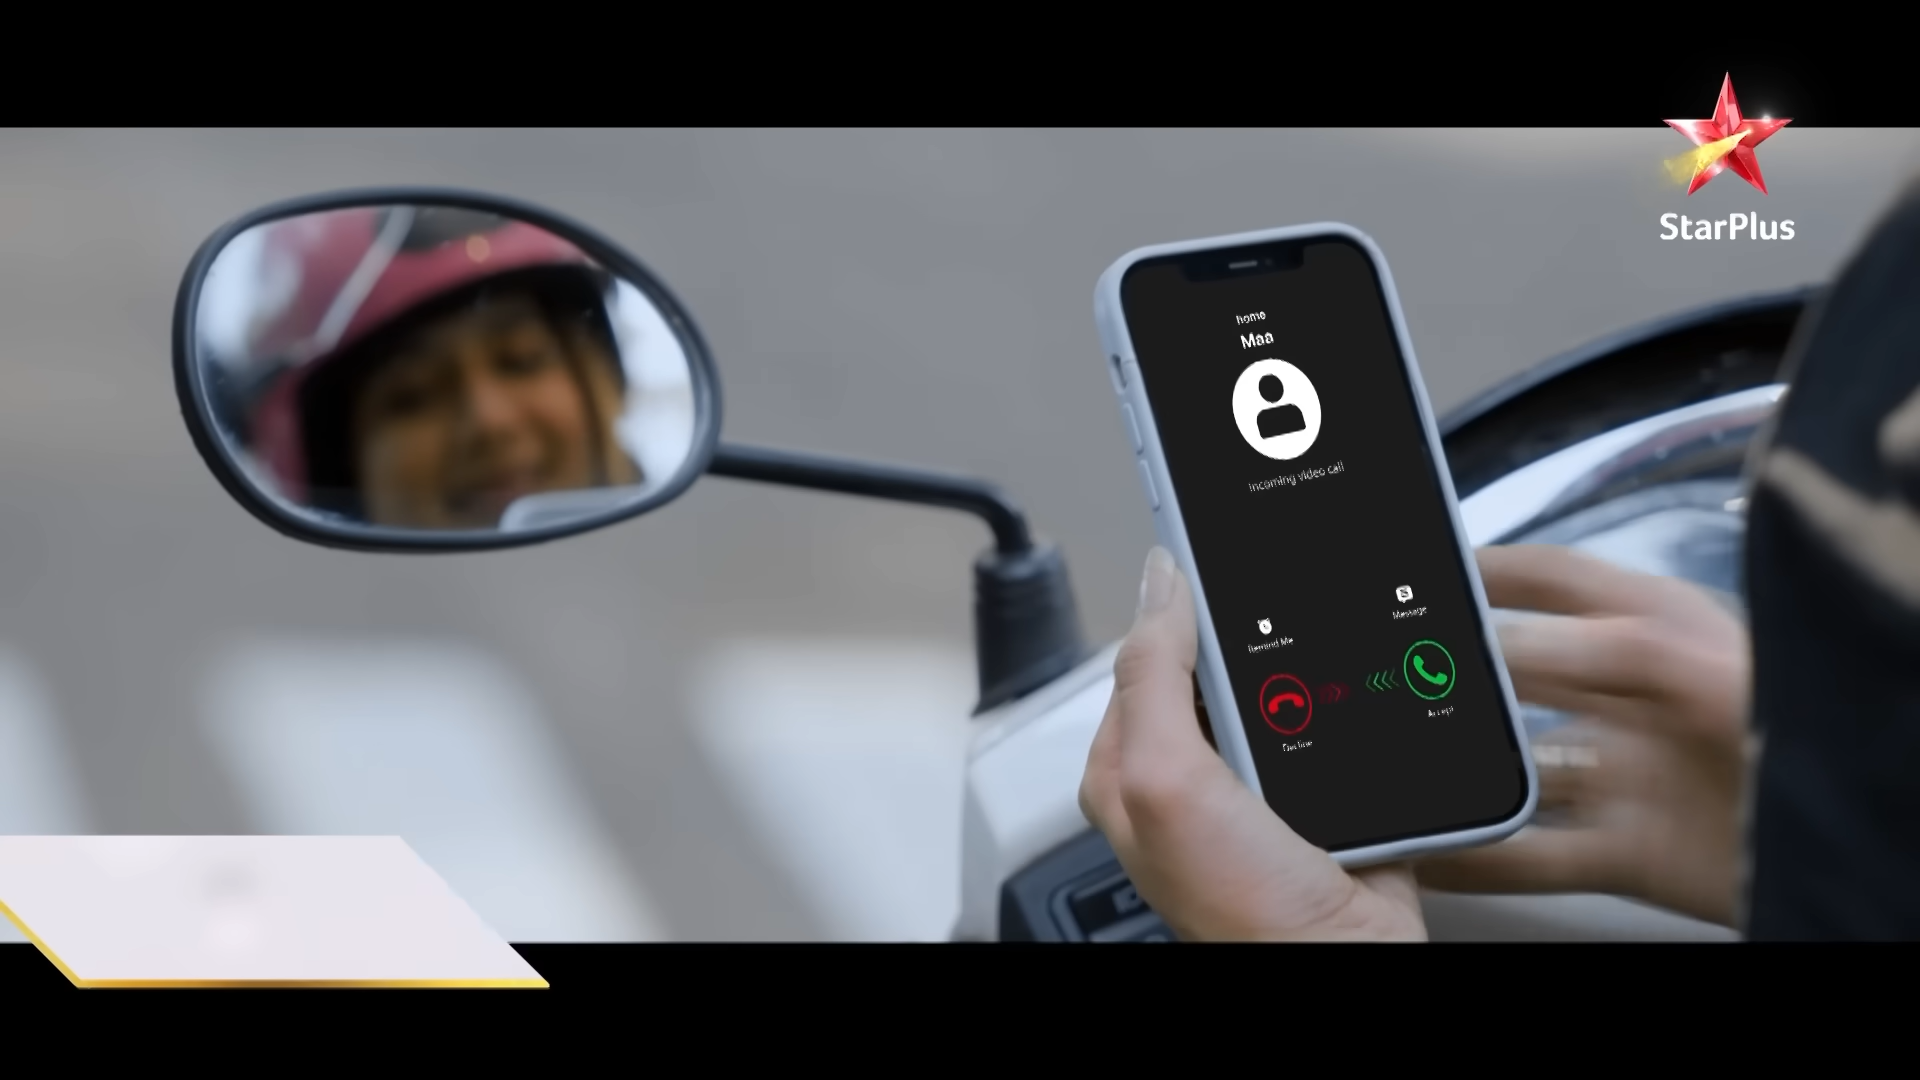 StarPlus
home
Maa
Incoming video call
Message
Remind Me
Accept
Decline